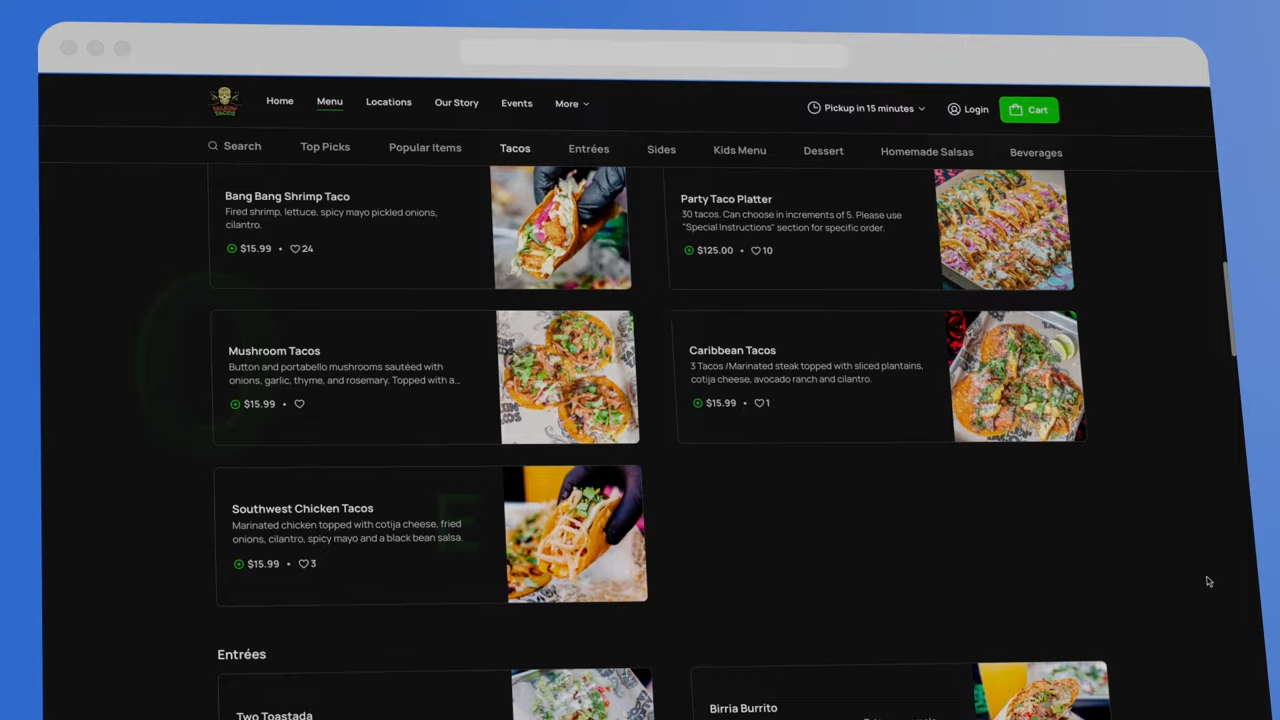 Home Menu Locations Our Story Events More Pickup in 15 minutes Login Cart
Search Top Picks Popular Items Tacos Entrées Sides Kids Menu Dessert Homemade Salsas Beverages
Bang Bang Shrimp Taco
Fired shrimp, lettuce, spicy mayo pickled onions,
cilantro.
$15.99 • 24
Party Taco Platter
30 tacos. Can choose in increments of 5. Please use
"Special Instructions" section for specific order.
$125.00 • 10
Mushroom Tacos
Button and portabello mushrooms sautéed with
onions, garlic, thyme, and rosemary. Topped with a...
$15.99 •
Caribbean Tacos
3 Tacos /Marinated steak topped with sliced plantains,
cotija cheese, avocado ranch and cilantro.
$15.99 • 1
Southwest Chicken Tacos
Marinated chicken topped with cotija cheese, fried
onions, cilantro, spicy mayo and a black bean salsa.
$15.99 • 3
Entrées
Two Toastada
Birria Burrito